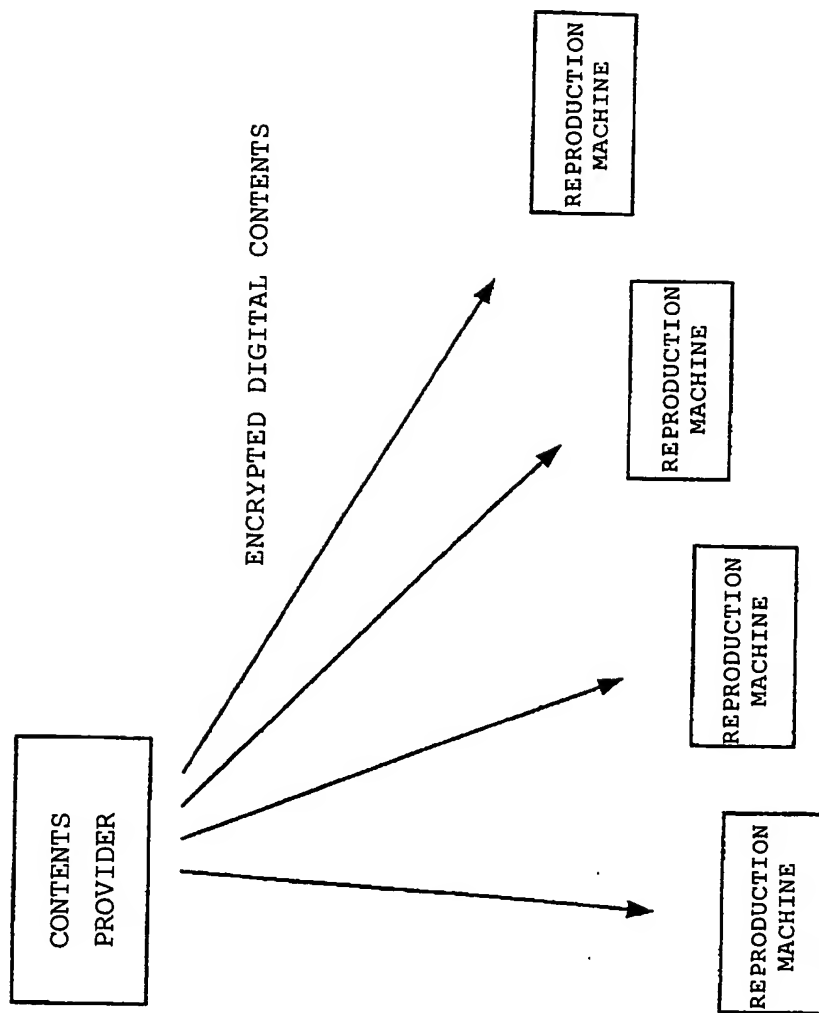 CONTENTS
PROVIDER
ENCRYPTED DIGITAL CONTENTS
REPRODUCTION
MACHINE
REPRODUCTION
MACHINE
REPRODUCTION
MACHINE
REPRODUCTION
MACHINE